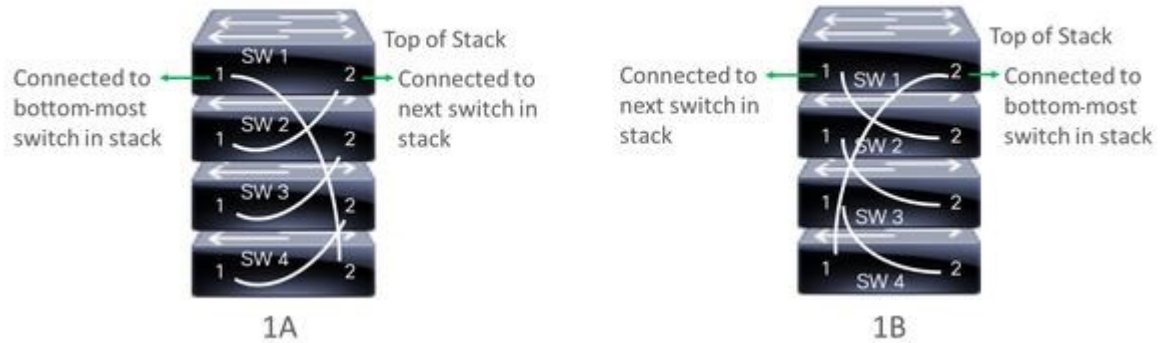 SW 1
Top of Stack
1
2
Connected to
bottom-most
switch in stack
Connected to
next switch in
stack
SW 2
1
2
SW 3
1
2
SW 4
1
2
1A
Top of Stack
1
2
SW 1
Connected to
next switch in
stack
Connected to
bottom-most
switch in stack
1
2
SW 2
1
2
SW 3
1
2
SW 4
1B